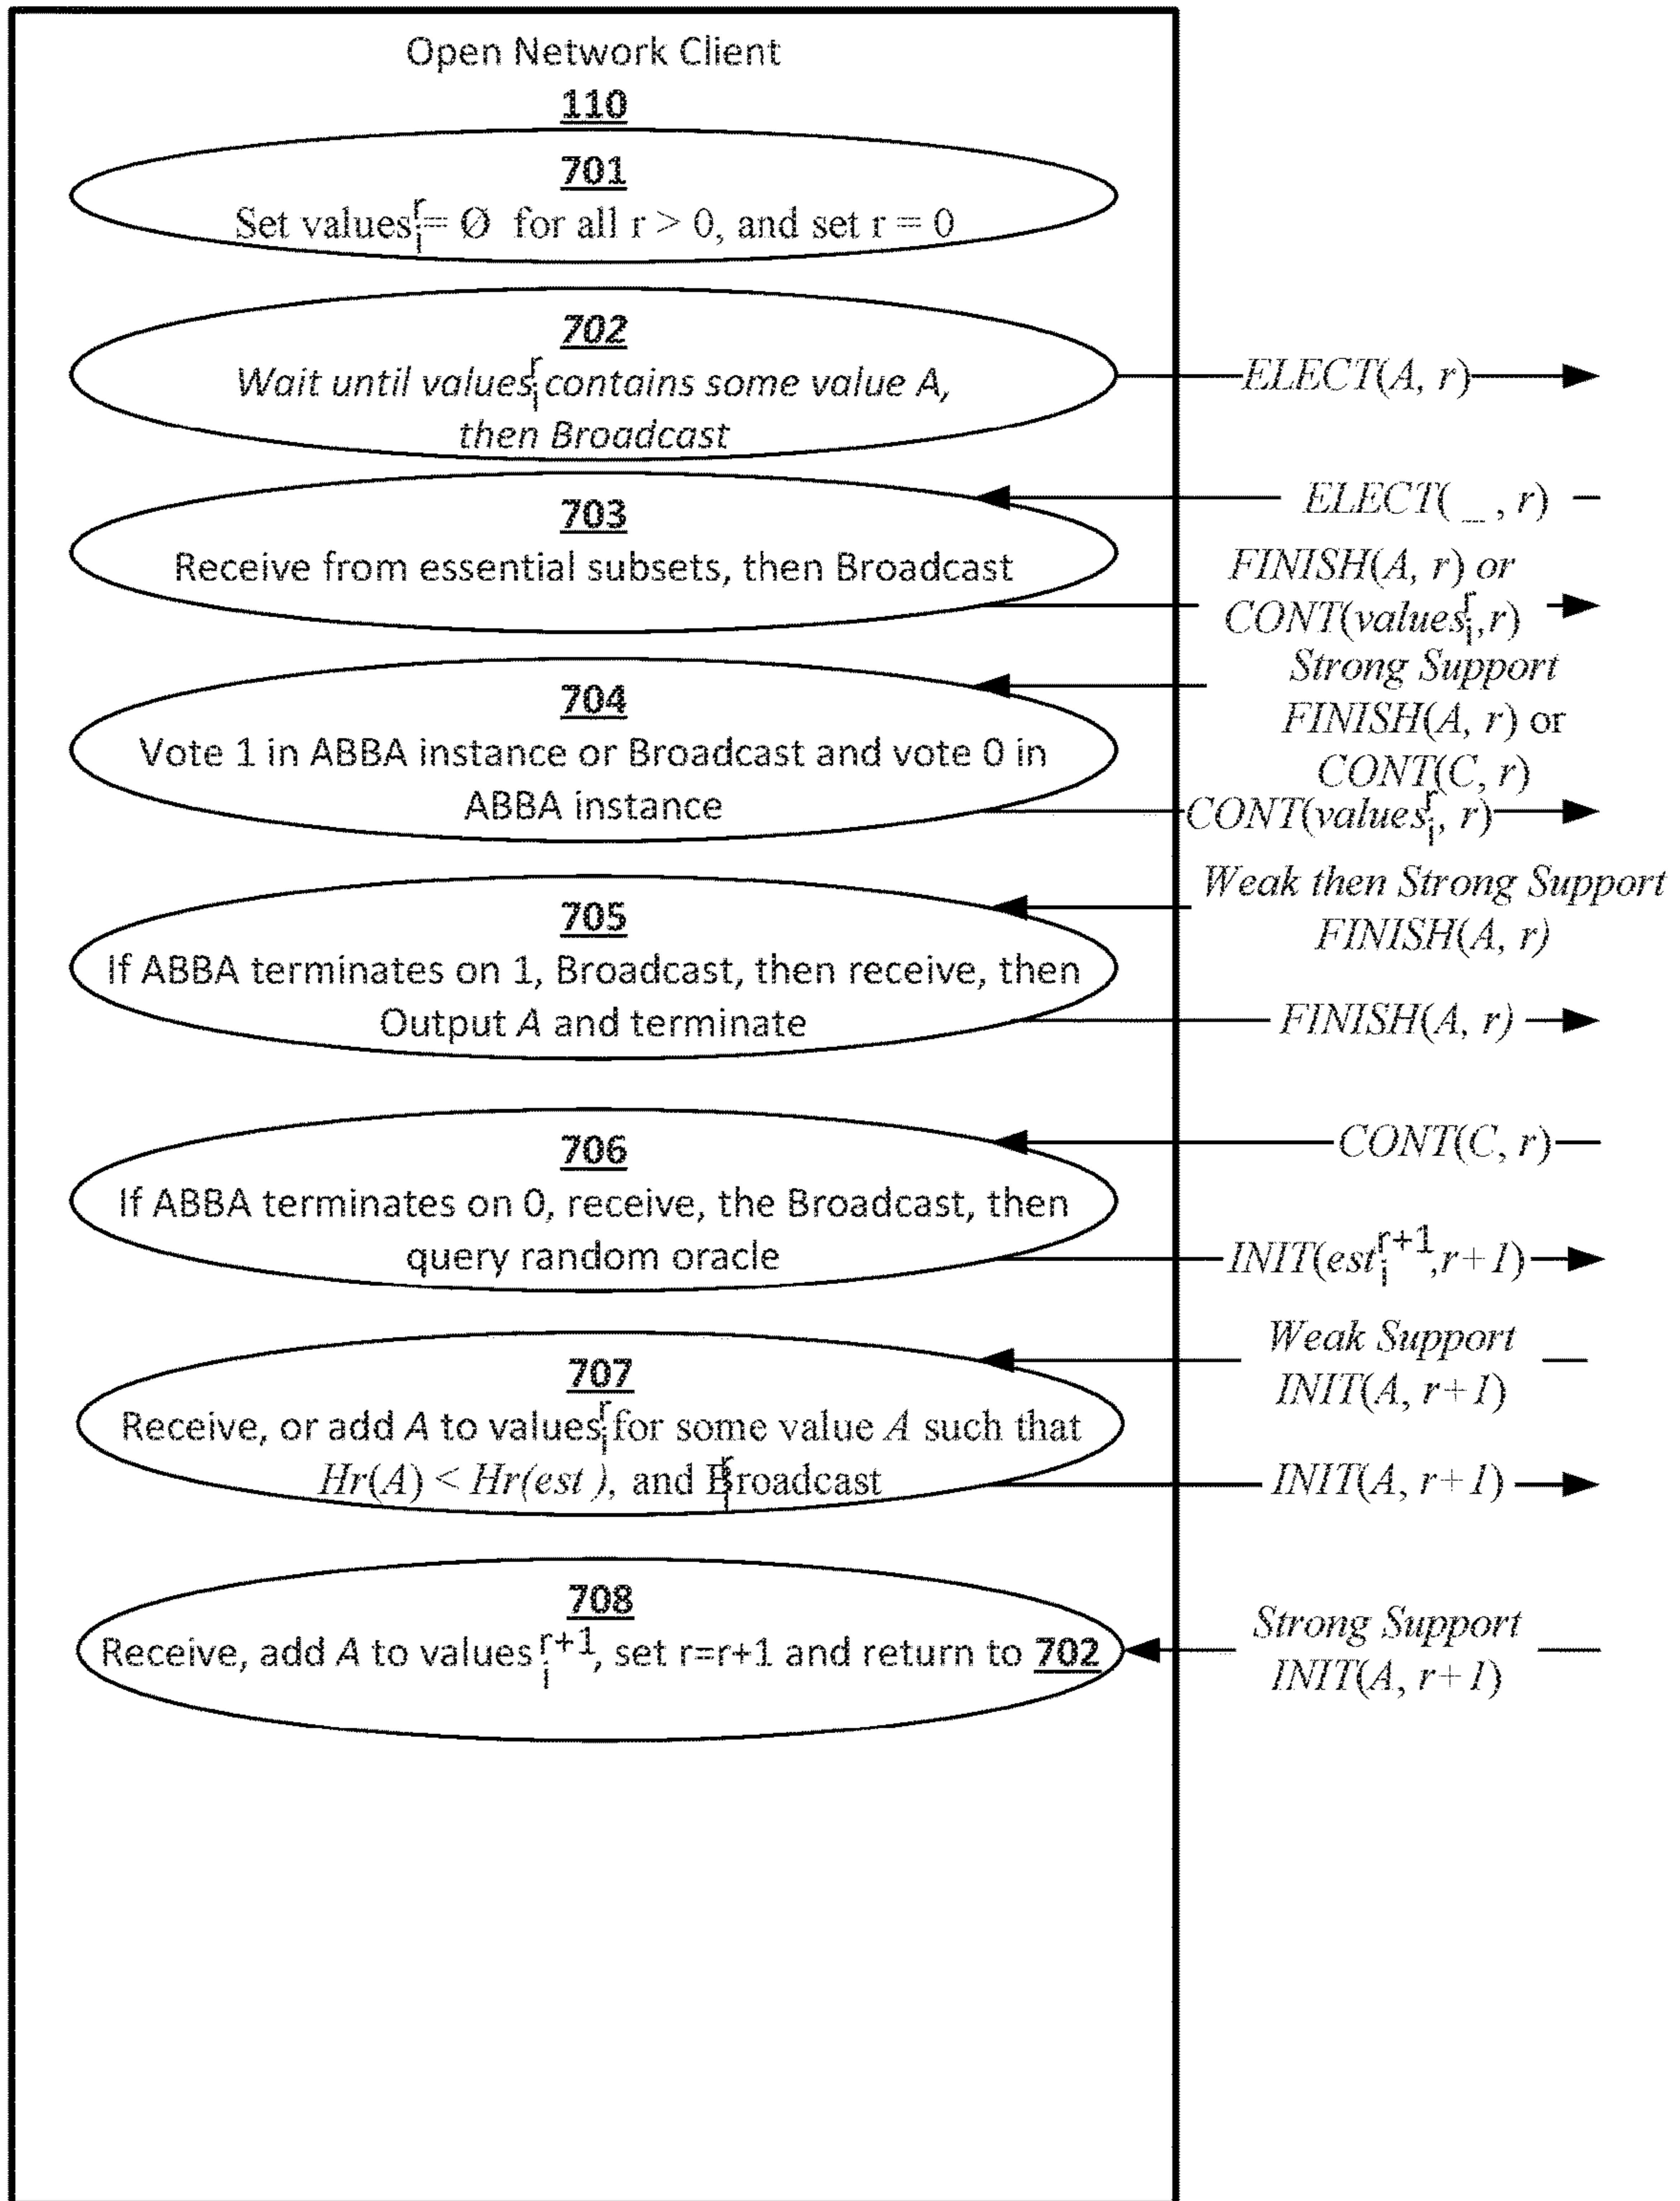 Open Network Client
110
701
Set values_i^r = Ø for all r > 0, and set r = 0
702
Wait until values_i^r contains some value A,
then Broadcast
ELECT(A, r)
703
Receive from essential subsets, then Broadcast
ELECT( _ , r)
FINISH(A, r) or
CONT(values_i^r, r)
704
Vote 1 in ABBA instance or Broadcast and vote 0 in
ABBA instance
Strong Support
FINISH(A, r) or
CONT(C, r)
CONT(values_i^r, r)
705
If ABBA terminates on 1, Broadcast, then receive, then
Output A and terminate
Weak then Strong Support
FINISH(A, r)
FINISH(A, r)
706
If ABBA terminates on 0, receive, the Broadcast, then
query random oracle
CONT(C, r)
INIT(est_i^r+1, r+1)
707
Receive, or add A to values_i^r for some value A such that
Hr(A) < Hr(est ), and Broadcast
r
i
Weak Support
INIT(A, r+1)
INIT(A, r+1)
708
Receive, add A to values_i^r+1, set r=r+1 and return to 702
Strong Support
INIT(A, r+1)